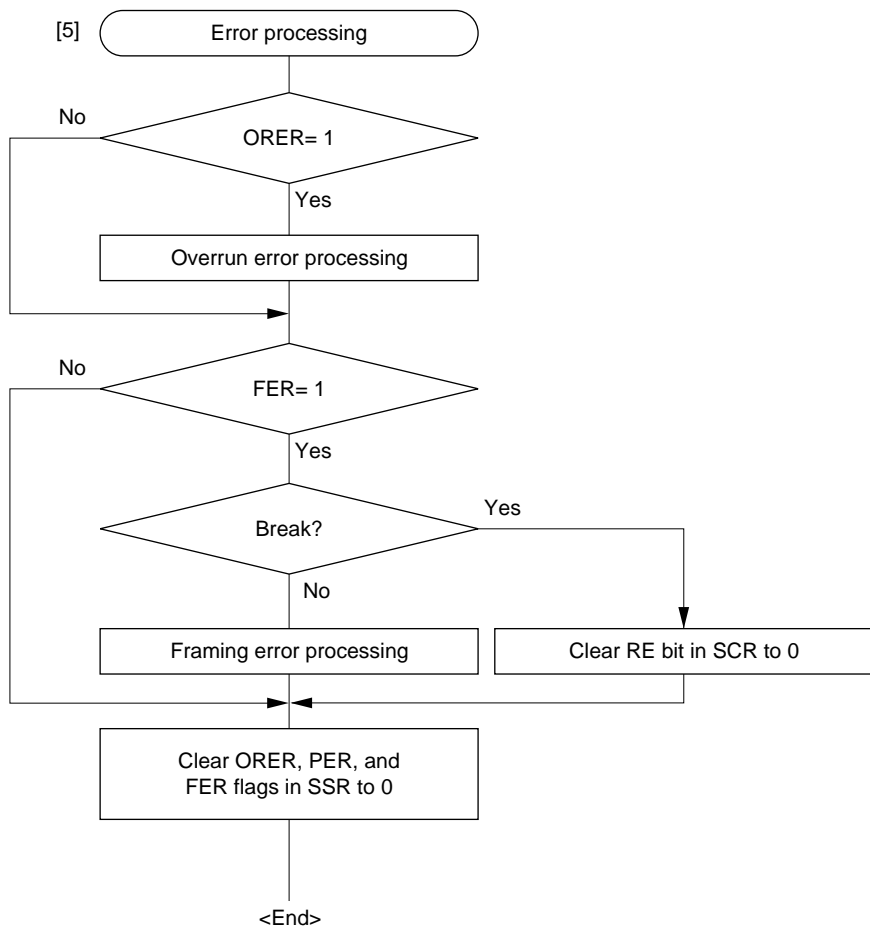 [5]
Error processing
No
ORER= 1
Yes
Overrun error processing
No
FER= 1
Yes
Break?
Yes
No
Framing error processing
Clear RE bit in SCR to 0
Clear ORER, PER, and
FER flags in SSR to 0
<End>